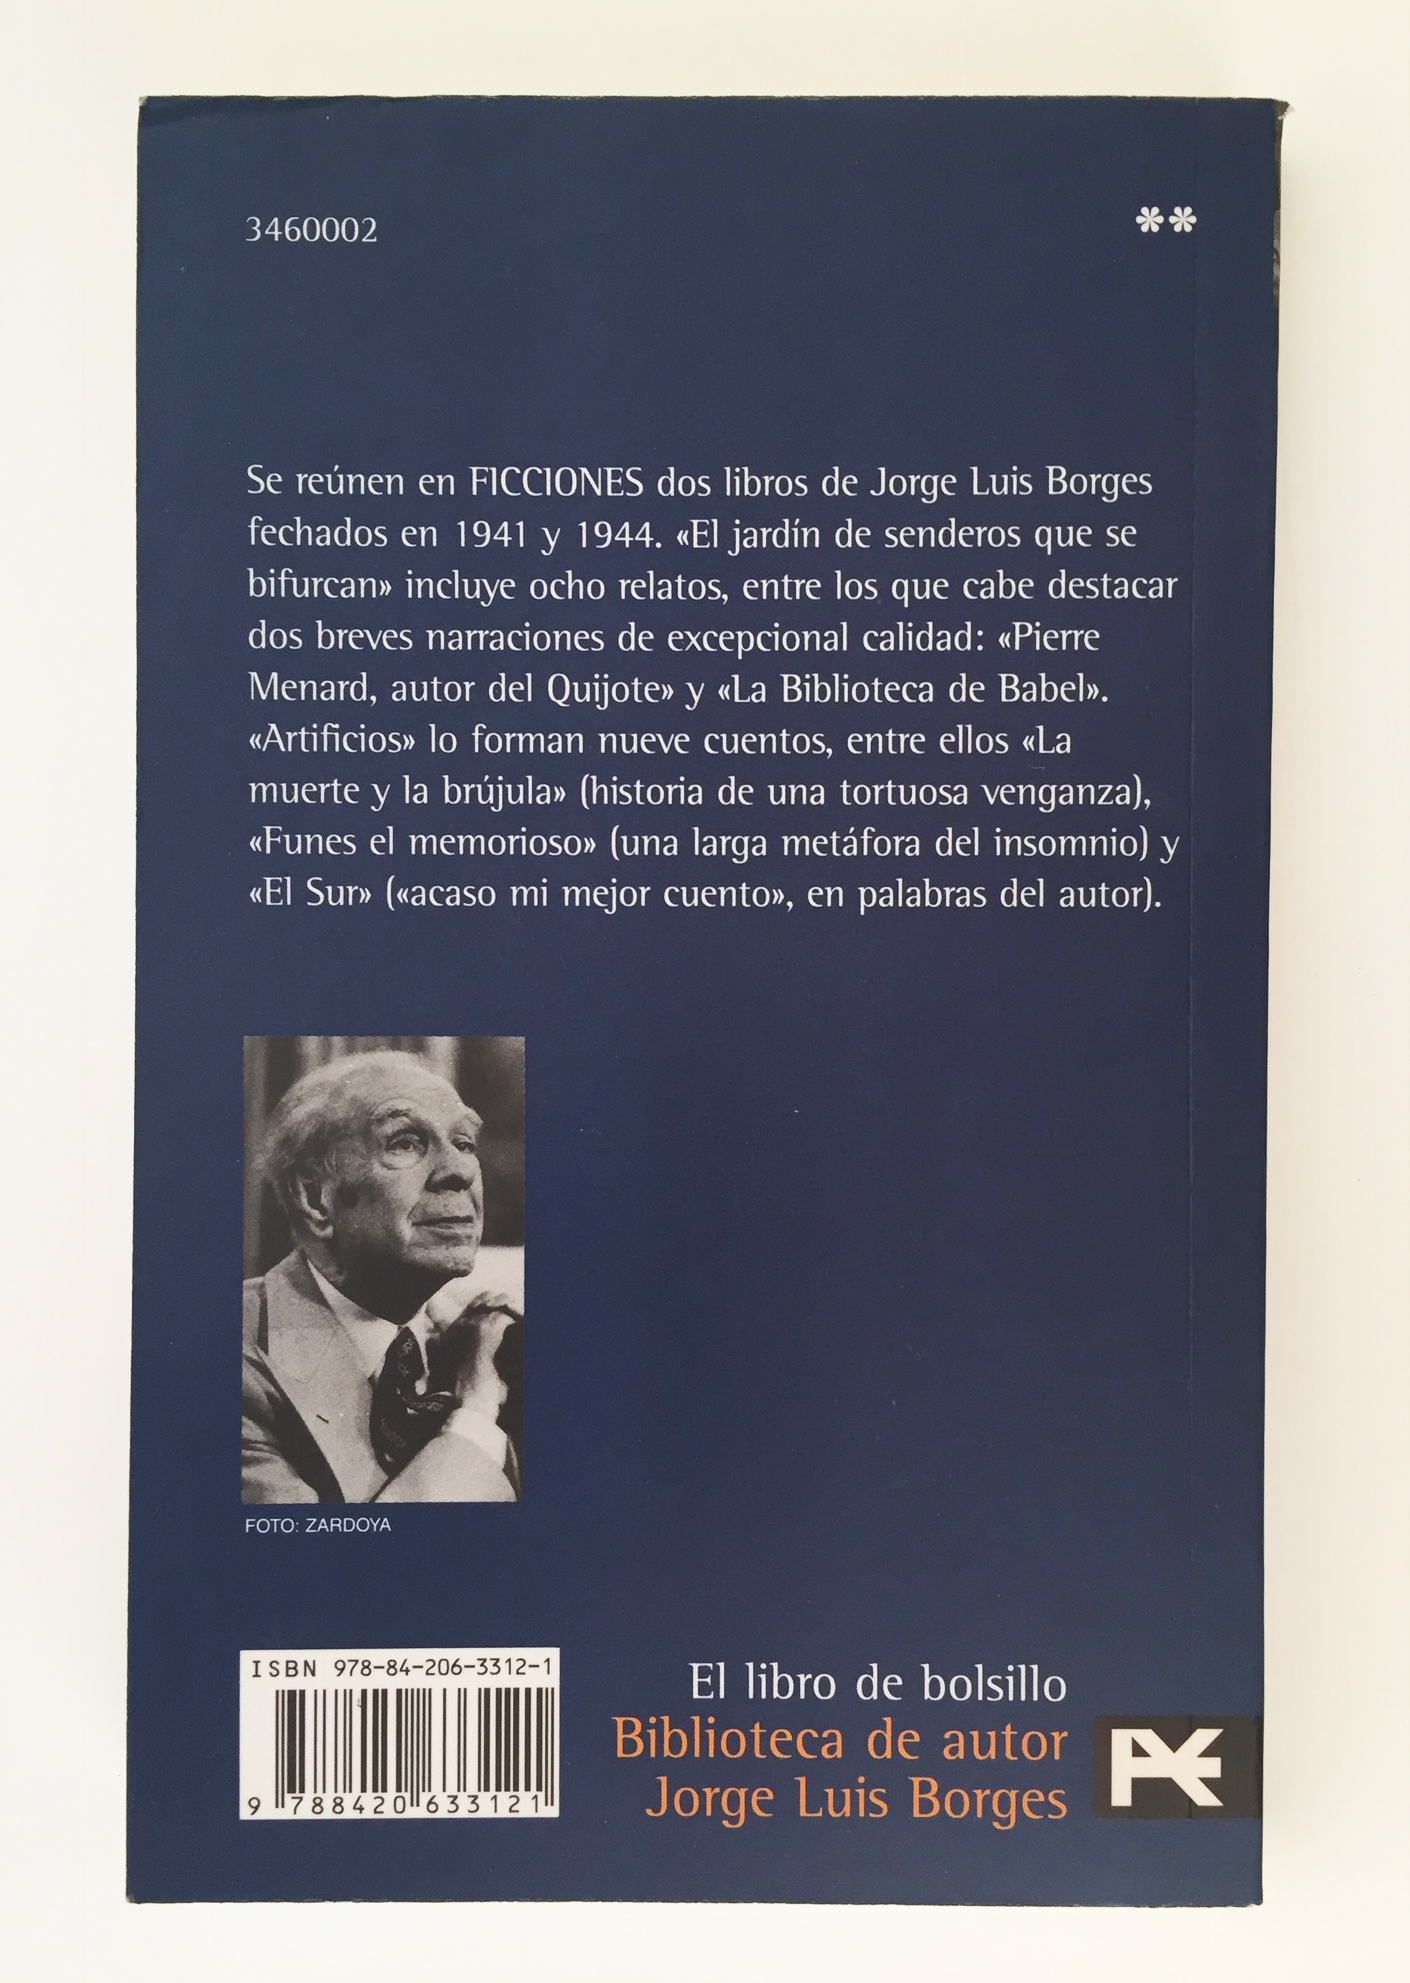 3460002
**
Se reúnen en FICCIONES dos libros de Jorge Luis Borges
fechados en 1941 y 1944. «El jardín de senderos que se
bifurcan» incluye ocho relatos, entre los que cabe destacar
dos breves narraciones de excepcional calidad: «Pierre
Menard, autor del Quijote» y «La Biblioteca de Babel».
«Artificios» lo forman nueve cuentos, entre ellos «La
muerte y la brújula» (historia de una tortuosa venganza),
«Funes el memorioso» (una larga metáfora del insomnio) y
«El Sur» («acaso mi mejor cuento», en palabras del autor).
FOTO: ZARDOYA
ISBN 978-84-206-3312-1
9 788420 633121
El libro de bolsillo
Biblioteca de autor
Jorge Luis Borges